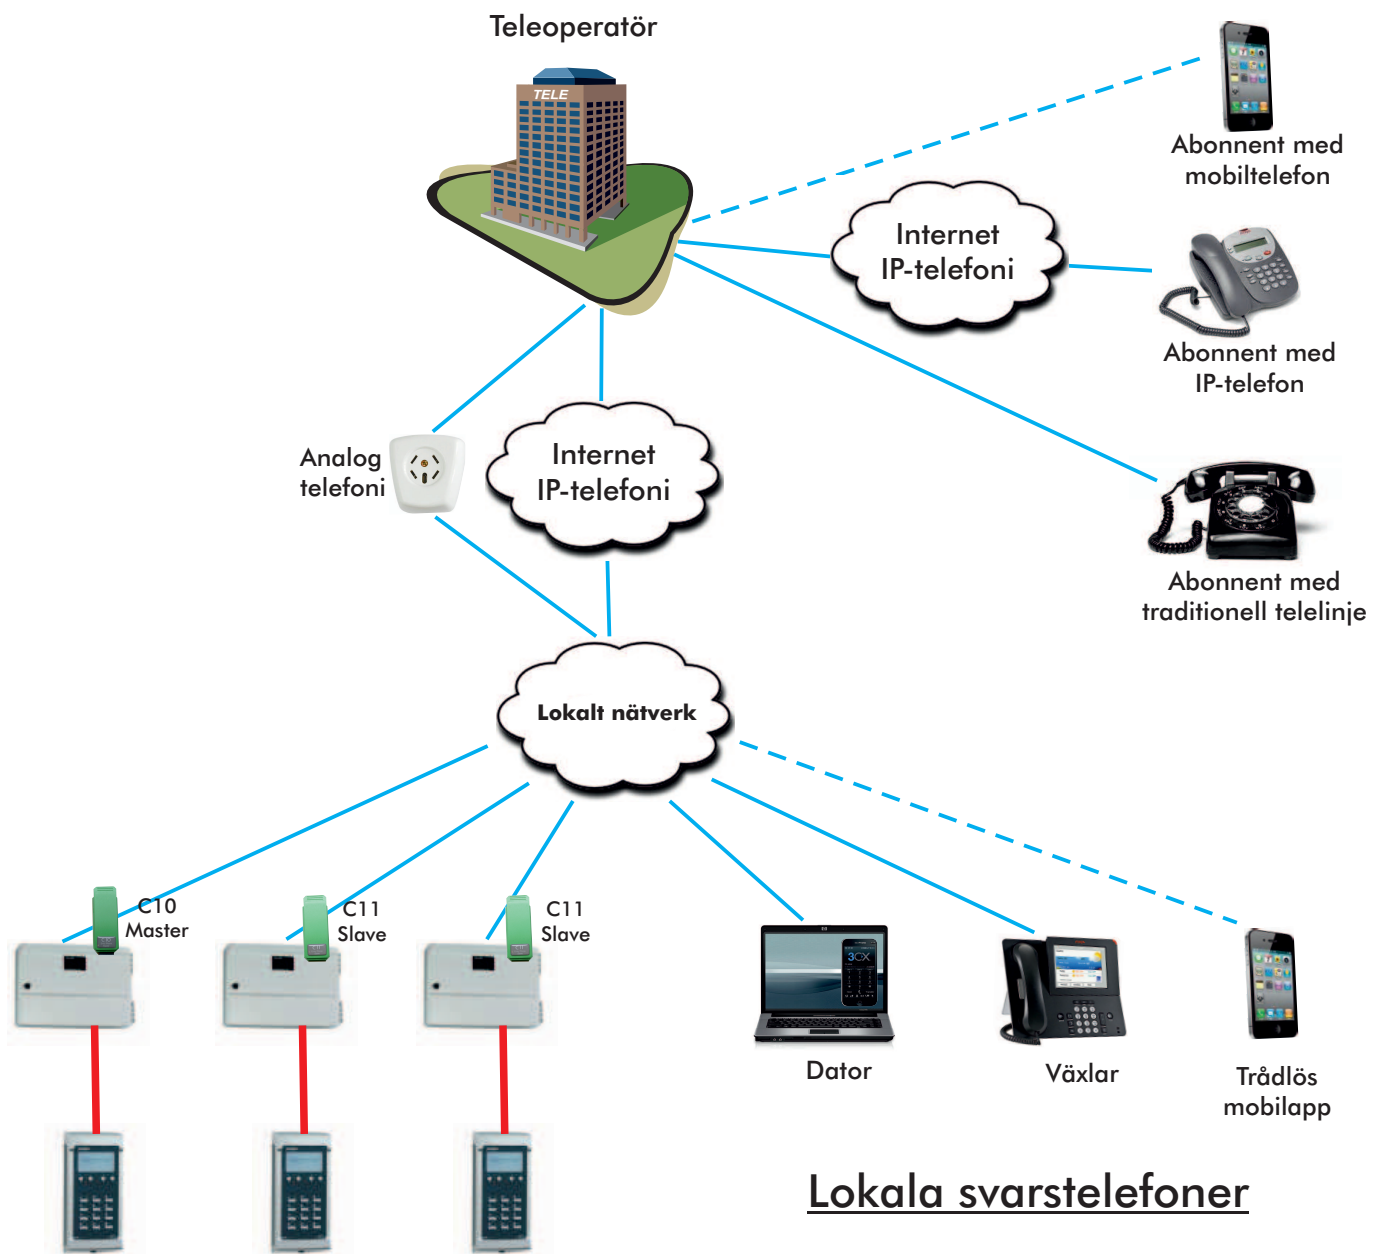 Teleoperatör
TELE
Abonnent med
mobiltelefon
Internet
IP-telefoni
Abonnent med
IP-telefon
Analog
telefoni
Internet
IP-telefoni
Abonnent med
traditionell telelinje
Lokalt nätverk
C10
Master
C11
Slave
C11
Slave
3CX
Dator
Växlar
Trådlös
mobilapp
Lokala svarstelefoner